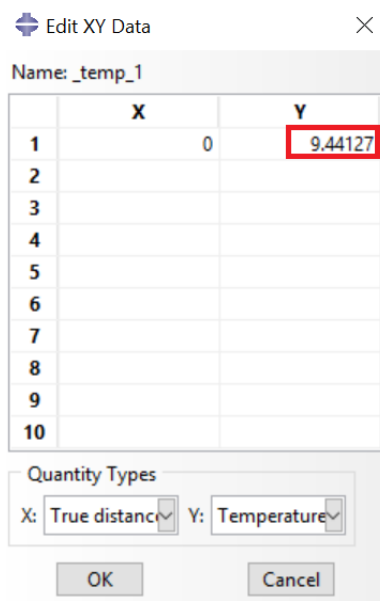 Edit XY Data
Name: _temp_1
X Y
1 0 9.44127
2
3
4
5
6
7
8
9
10
Quantity Types
X: True distanc Y: Temperature
OK Cancel